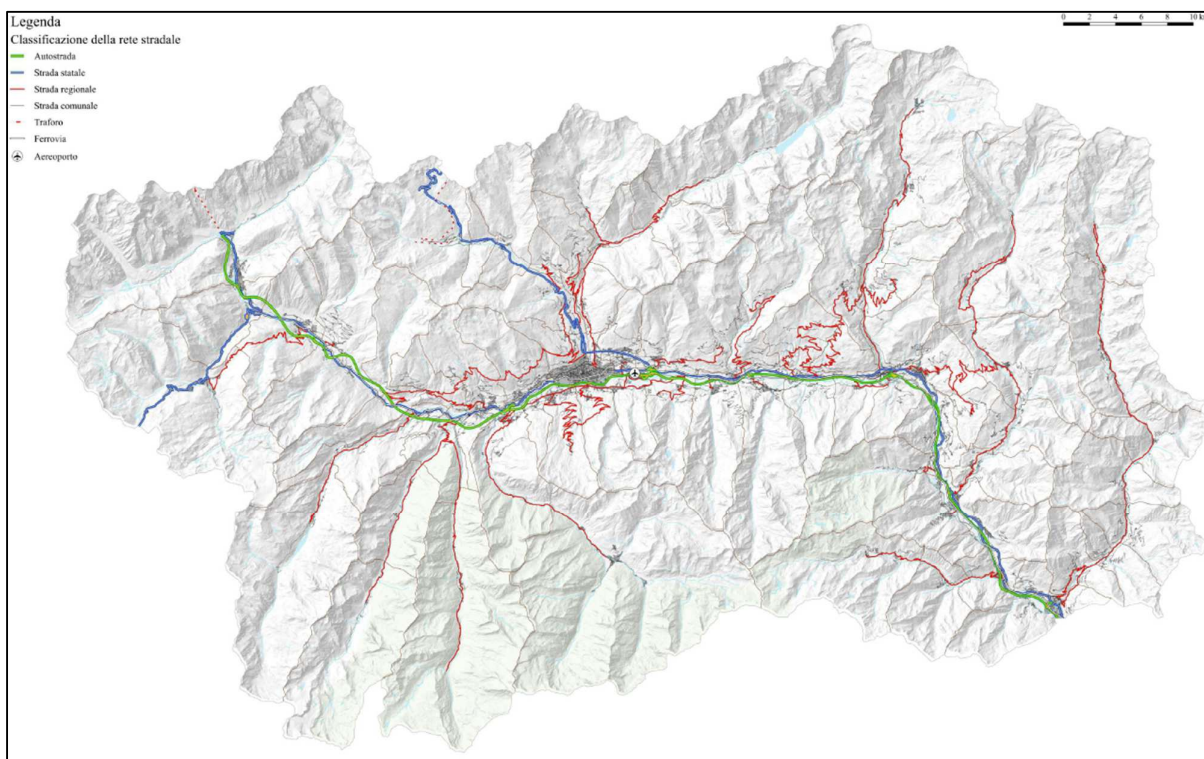 Legenda
Classificazione della rete stradale
Autostrada
Strada statale
Strada regionale
Strada comunale
Traforo
Ferrovia
Aereoporto
0 2 4 6 8 10 k